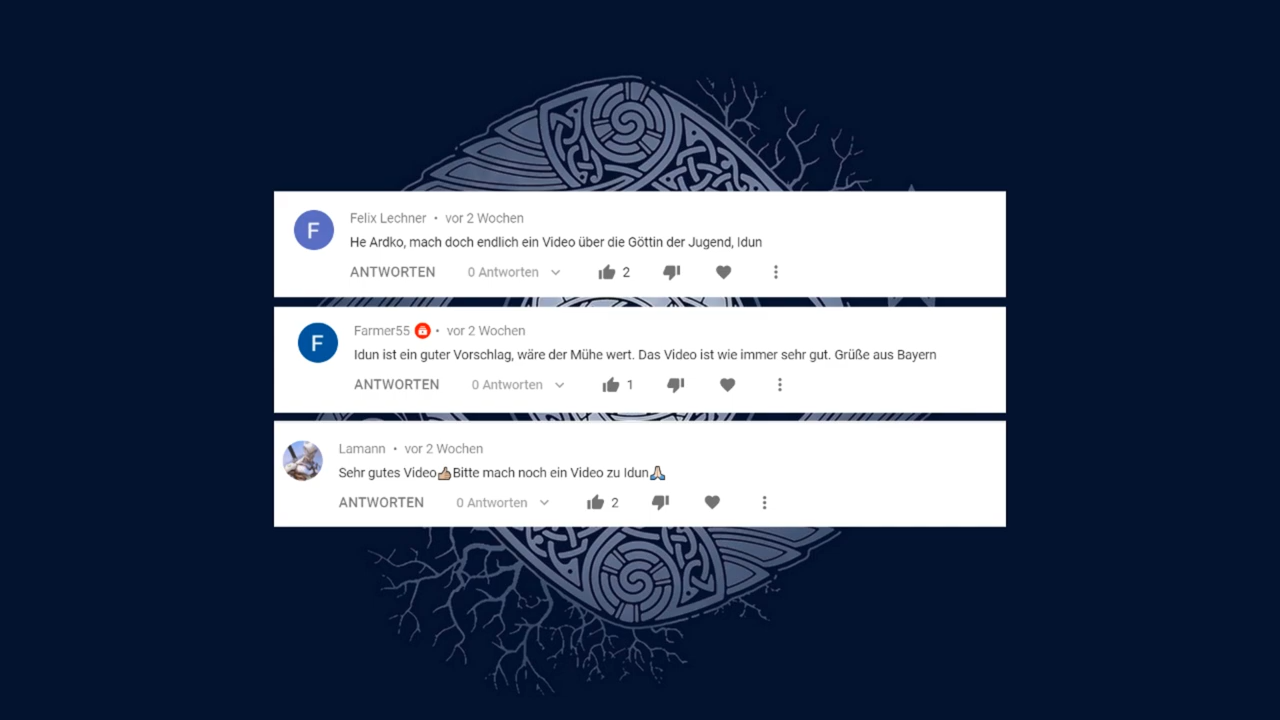 F
Felix Lechner • vor 2 Wochen
He Ardko, mach doch endlich ein Video über die Göttin der Jugend, Idun
ANTWORTEN 0 Antworten 2
F
Farmer55 • vor 2 Wochen
Idun ist ein guter Vorschlag, wäre der Mühe wert. Das Video ist wie immer sehr gut. Grüße aus Bayern
ANTWORTEN 0 Antworten 1
Lamann • vor 2 Wochen
Sehr gutes Video👍🏽Bitte mach noch ein Video zu Idun🙏🏻
ANTWORTEN 0 Antworten 2